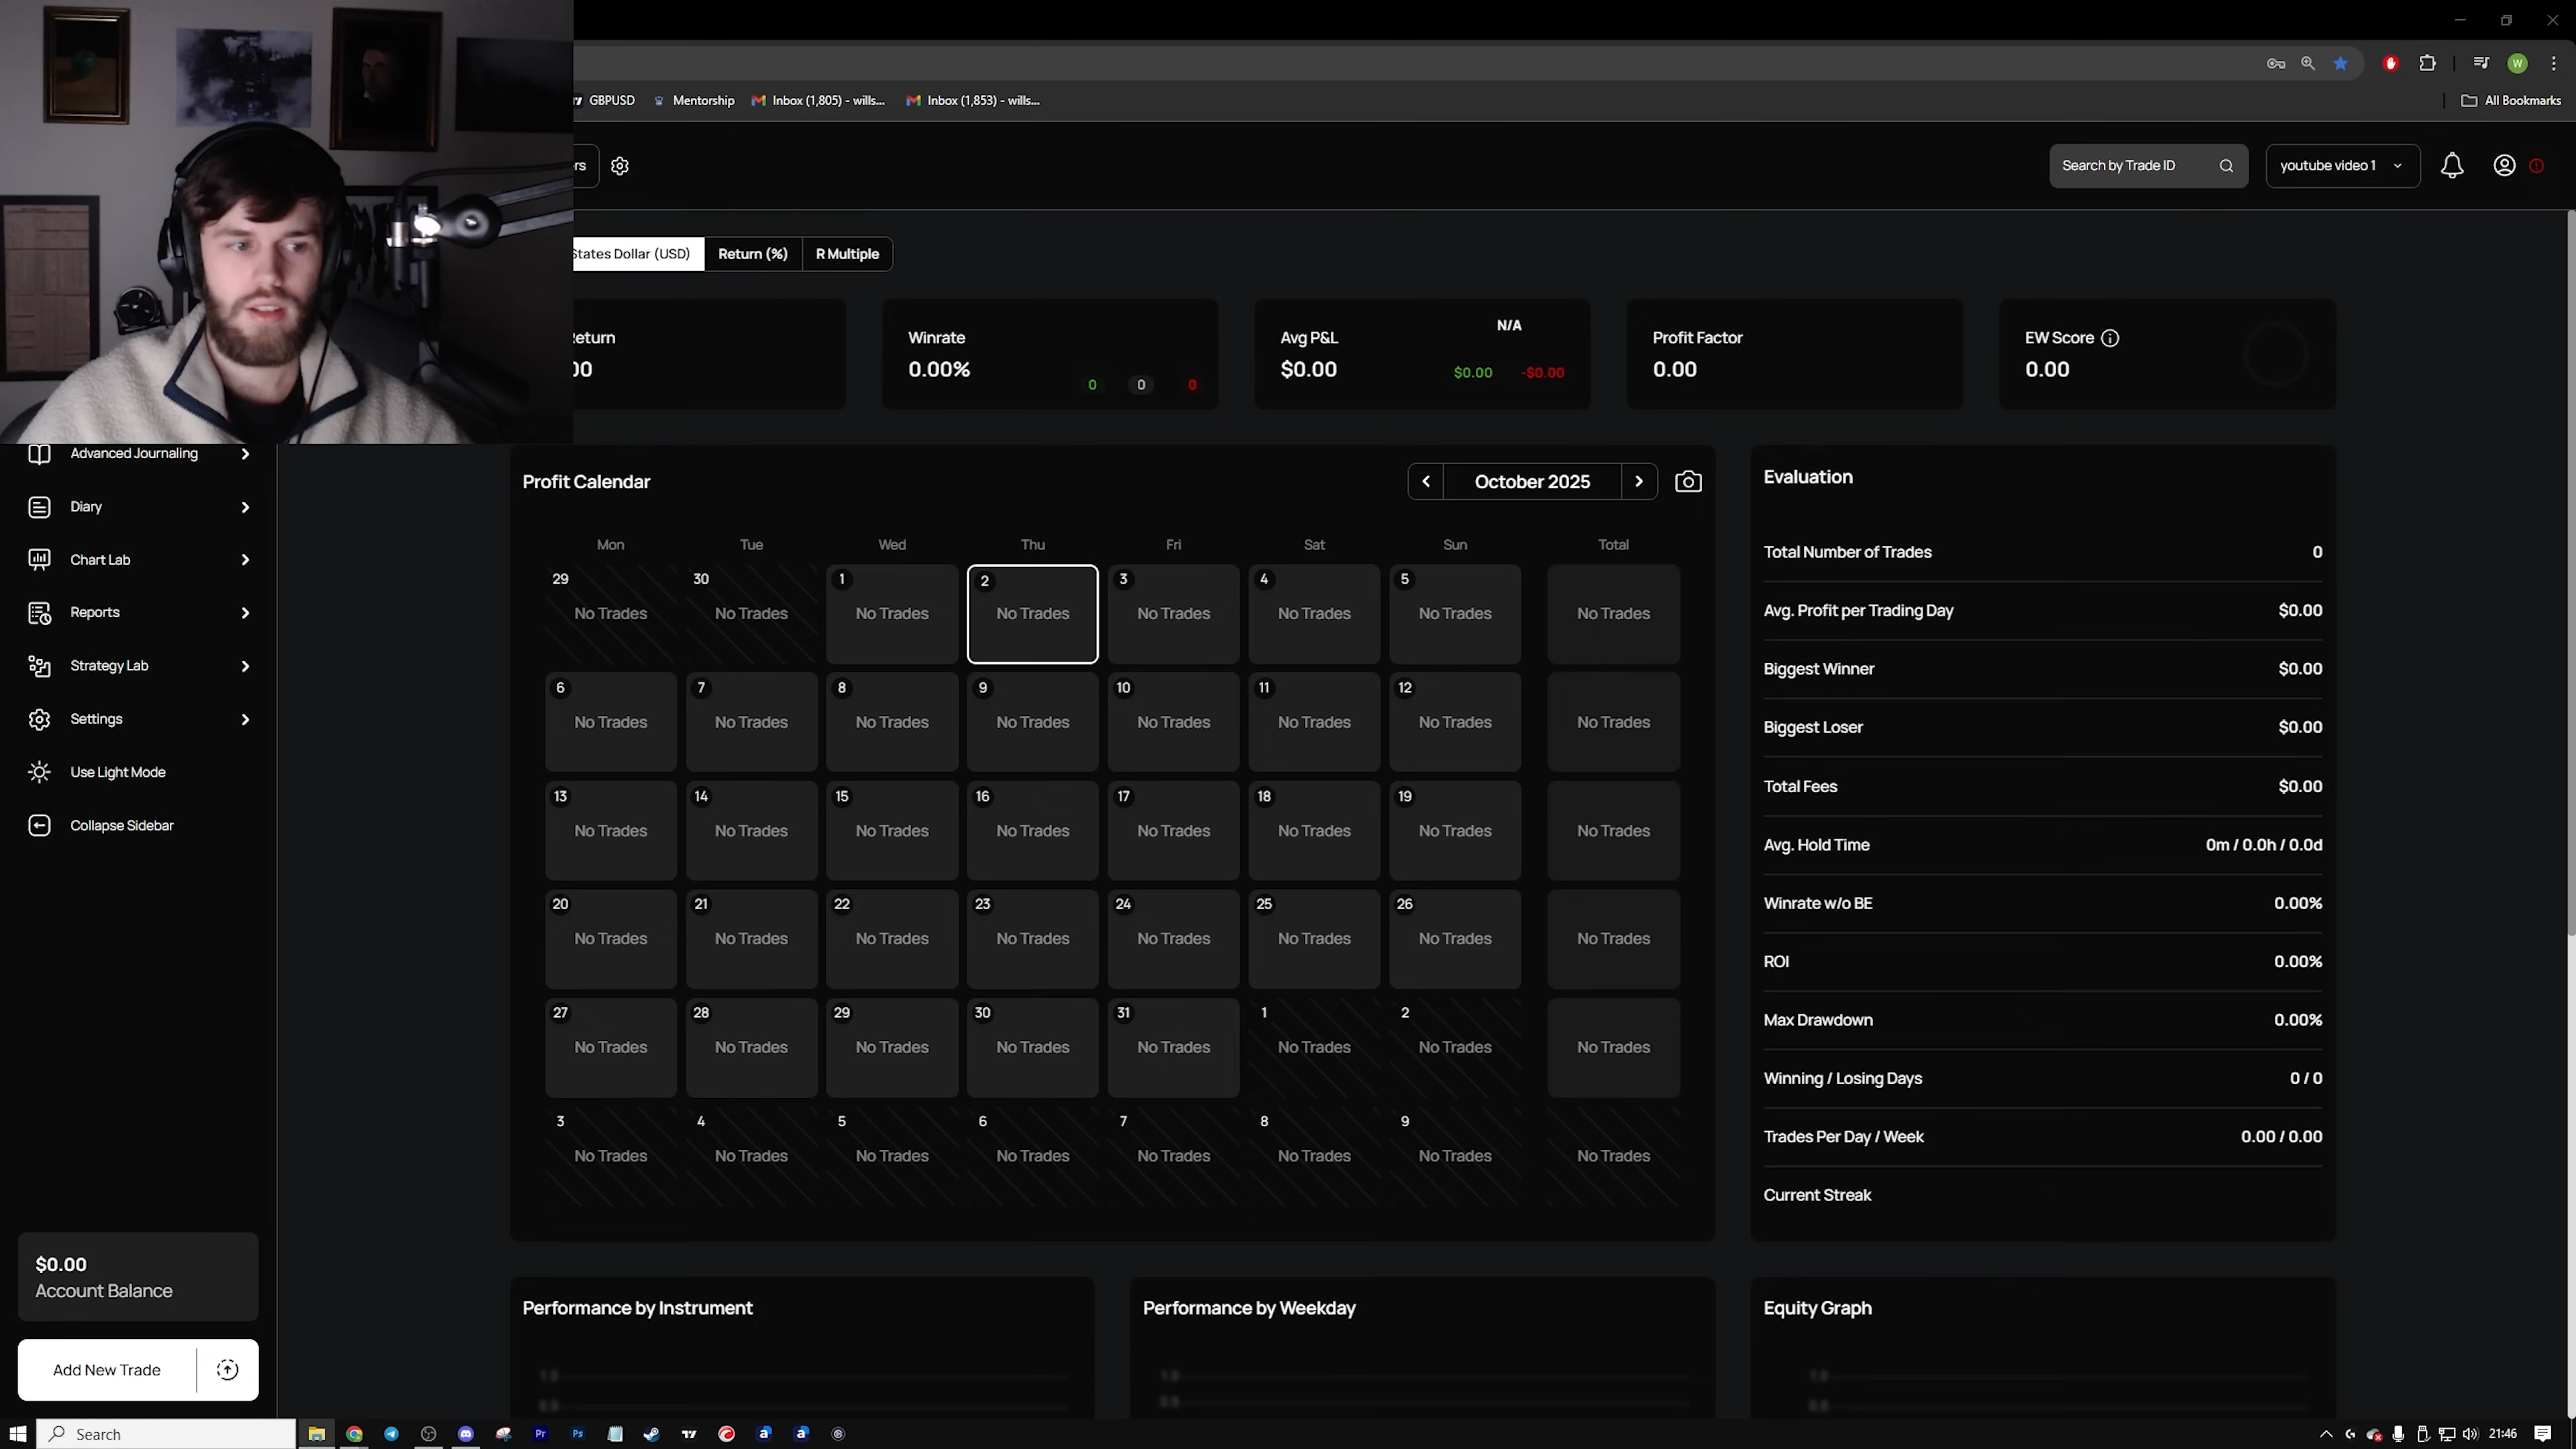 GBPUSD Mentorship Inbox (1,805) - wills... Inbox (1,853) - wills... All Bookmarks
Search by Trade ID youtube video 1
States Dollar (USD) Return (%) R Multiple
Winrate
0.00%
0 0 0
Avg P&L
$0.00
N/A
$0.00 -$0.00
Profit Factor
0.00
EW Score
0.00
Advanced Journaling
Diary
Chart Lab
Reports
Strategy Lab
Settings
Use Light Mode
Collapse Sidebar
$0.00
Account Balance
Add New Trade
Profit Calendar
October 2025
Mon Tue Wed Thu Fri Sat Sun Total
29 30 1 2 3 4 5
No Trades No Trades No Trades No Trades No Trades No Trades No Trades No Trades
6 7 8 9 10 11 12
No Trades No Trades No Trades No Trades No Trades No Trades No Trades No Trades
13 14 15 16 17 18 19
No Trades No Trades No Trades No Trades No Trades No Trades No Trades No Trades
20 21 22 23 24 25 26
No Trades No Trades No Trades No Trades No Trades No Trades No Trades No Trades
27 28 29 30 31 1 2
No Trades No Trades No Trades No Trades No Trades No Trades No Trades No Trades
3 4 5 6 7 8 9
No Trades No Trades No Trades No Trades No Trades No Trades No Trades No Trades
Evaluation
Total Number of Trades 0
Avg. Profit per Trading Day $0.00
Biggest Winner $0.00
Biggest Loser $0.00
Total Fees $0.00
Avg. Hold Time 0m / 0.0h / 0.0d
Winrate w/o BE 0.00%
ROI 0.00%
Max Drawdown 0.00%
Winning / Losing Days 0 / 0
Trades Per Day / Week 0.00 / 0.00
Current Streak
Performance by Instrument
Performance by Weekday
Equity Graph
Search
21:46